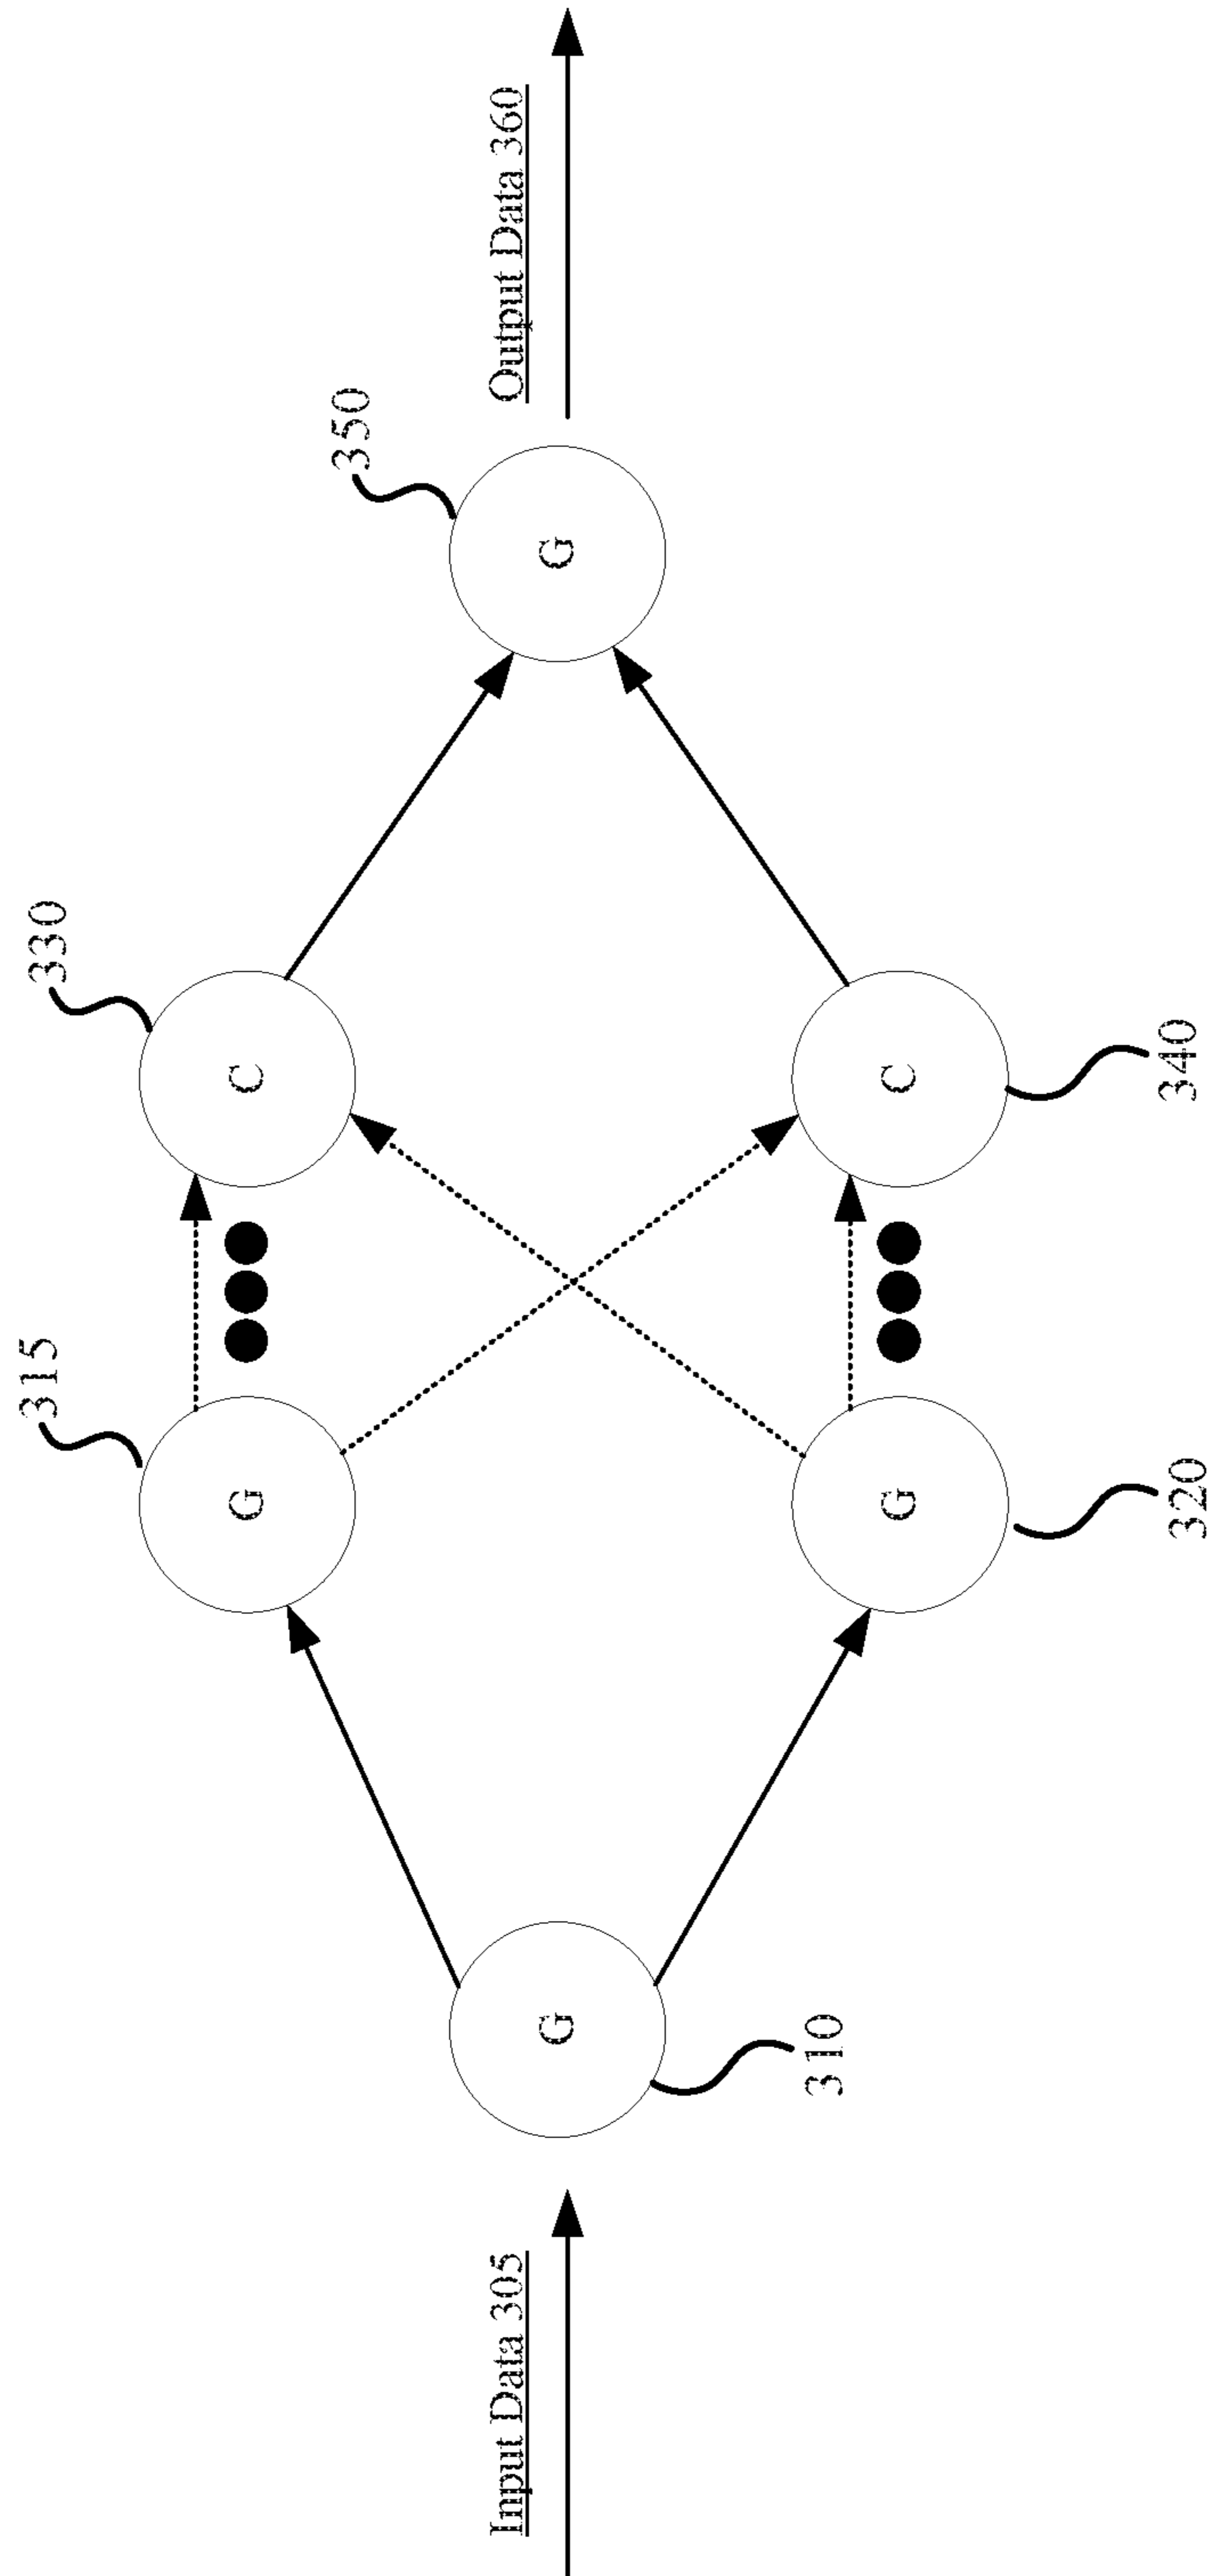 Input Data 305
G
310
G
315
G
320
C
330
C
340
G
350
Output Data 360